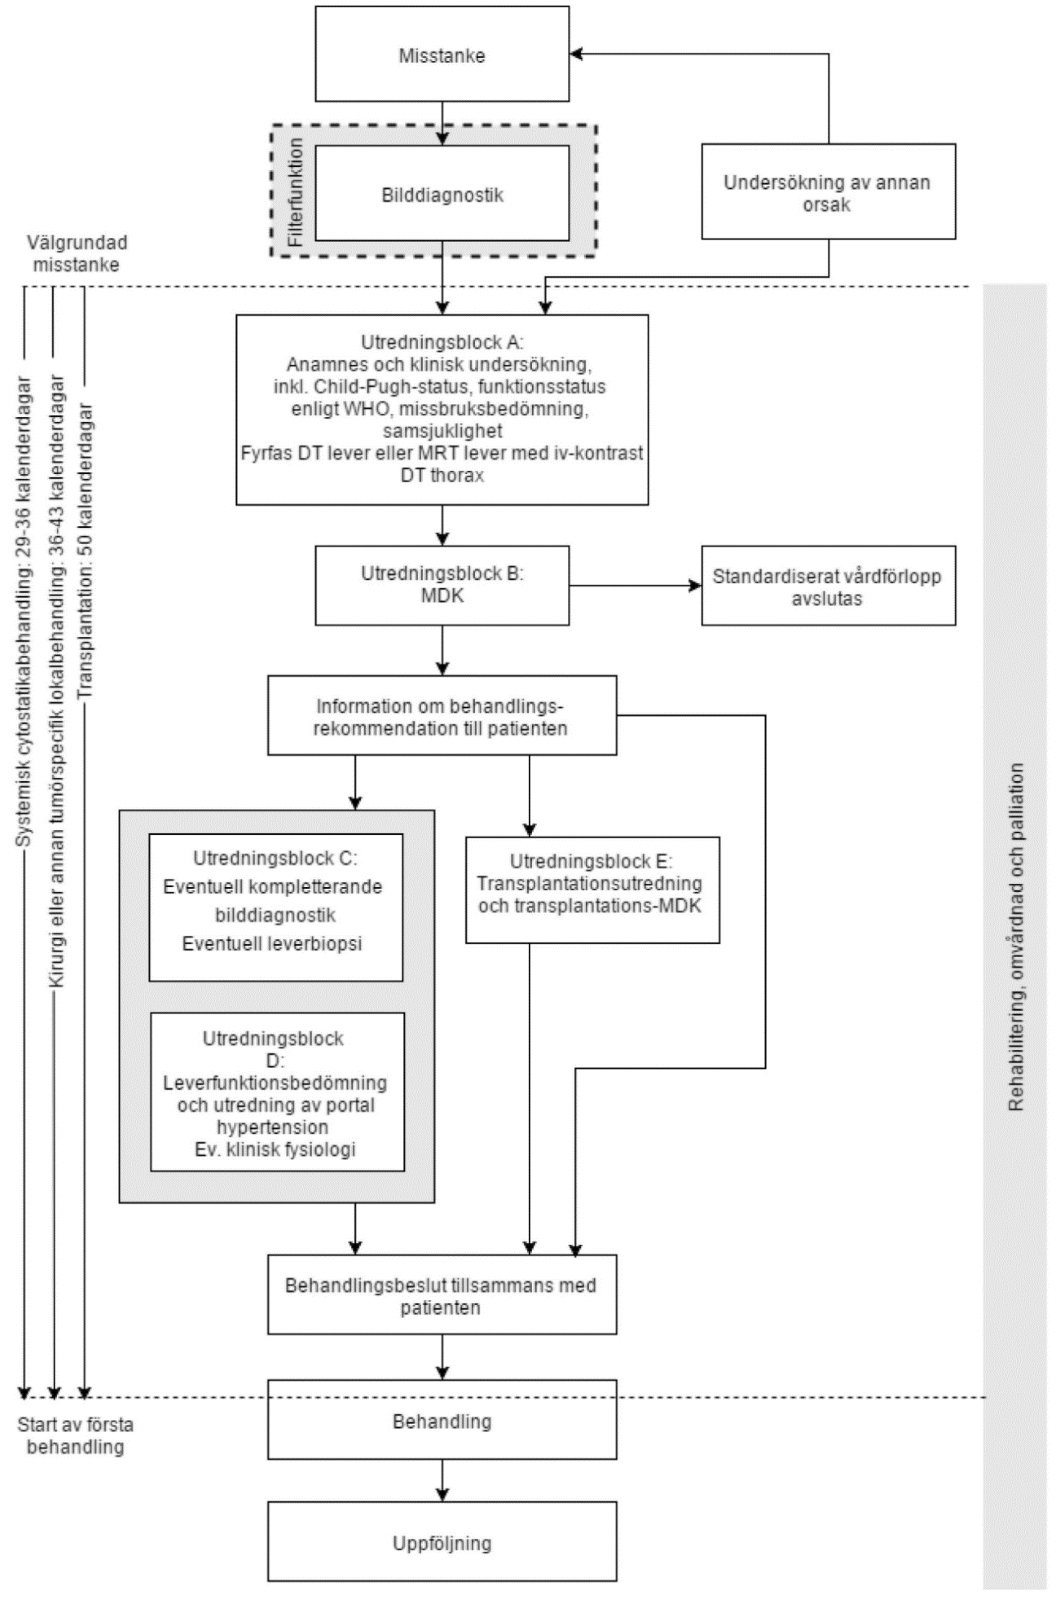 Misstanke
Filterfunktion
Bilddiagnostik
Undersökning av annan
orsak
Välgrundad
misstanke
Utredningsblock A:
Anamnes och klinisk undersökning,
inkl. Child-Pugh-status, funktionsstatus
enligt WHO, missbruksbedömning,
samsjuklighet
Fyrfas DT lever eller MRT lever med iv-kontrast
DT thorax
Systemisk cytostatikabehandling: 29-36 kalenderdagar
Kirurgi eller annan tumörspecifik lokalbehandling: 36-43 kalenderdagar
Transplantation: 50 kalenderdagar
Utredningsblock B:
MDK
Standardiserat vårdförlopp
avslutas
Information om behandlings-
rekommendation till patienten
Utredningsblock C:
Eventuell kompletterande
bilddiagnostik
Eventuell leverbiopsi
Utredningsblock E:
Transplantationsutredning
och transplantations-MDK
Utredningsblock
D:
Leverfunktionsbedömning
och utredning av portal
hypertension
Ev. klinisk fysiologi
Rehabilitering, omvårdnad och palliation
Behandlingsbeslut tillsammans med
patienten
Start av första
behandling
Behandling
Uppföljning